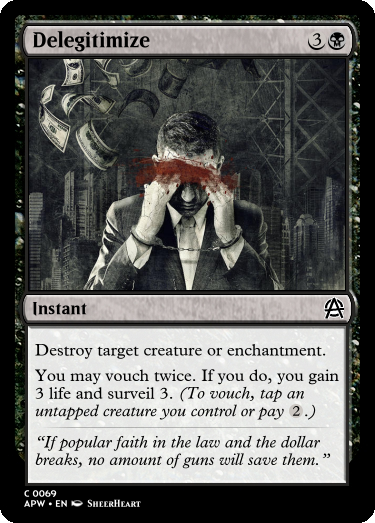 Delegitimize 3
Instant
Destroy target creature or enchantment.
You may vouch twice. If you do, you gain
3 life and surveil 3. (To vouch, tap an
untapped creature you control or pay 2.)
“If popular faith in the law and the dollar
breaks, no amount of guns will save them.”
C 0069
APW • EN SHEERHEART